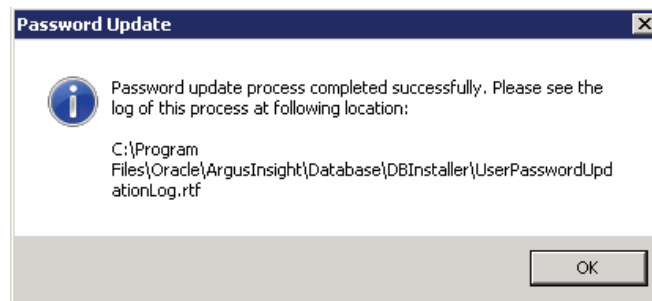 Password Update
Password update process completed successfully. Please see the
log of this process at following location:
C:\Program
Files\Oracle\ArgusInsight\Database\DBInstaller\UserPasswordUpd
ationLog.rtf
OK